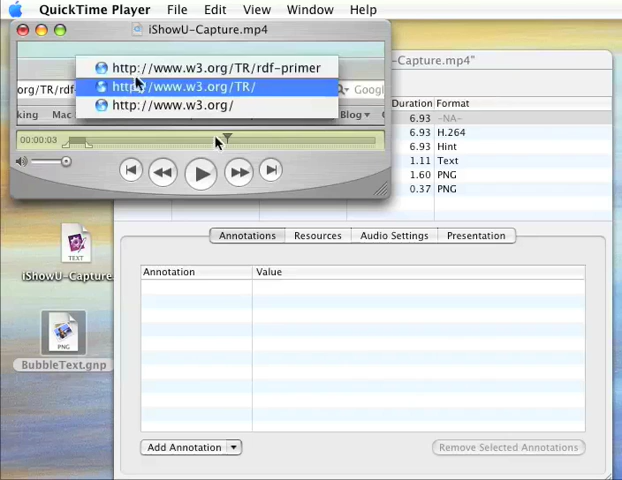 QuickTime Player File Edit View Window Help
iShowU-Capture.mp4
http://www.w3.org/TR/rdf-primer
-Capture.mp4"
org/TR/rdf-
http://www.w3.org/TR/
Googl
http://www.w3.org/
king Mac Blog
Duration Format
6.93 -NA-
6.93 H.264
00:00:03
6.93 Hint
1.11 Text
1.60 PNG
0.37 PNG
Annotations Resources Audio Settings Presentation
TEXT
iShowU-Capture.
Annotation Value
PNG
BubbleText.gnp
Add Annotation Remove Selected Annotations